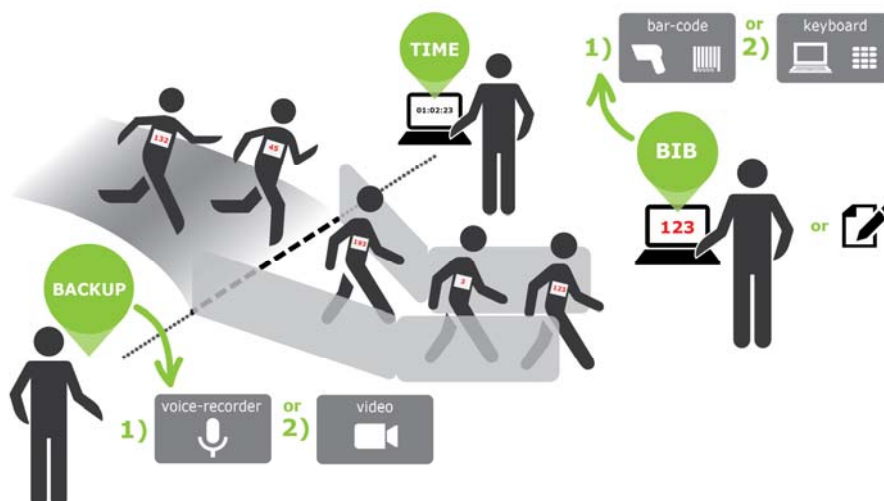 TIME
01:02:23
1)
bar-code
or
2)
keyboard
BIB
123
or
132
45
193
3
123
BACKUP
1)
voice-recorder
or
2)
video